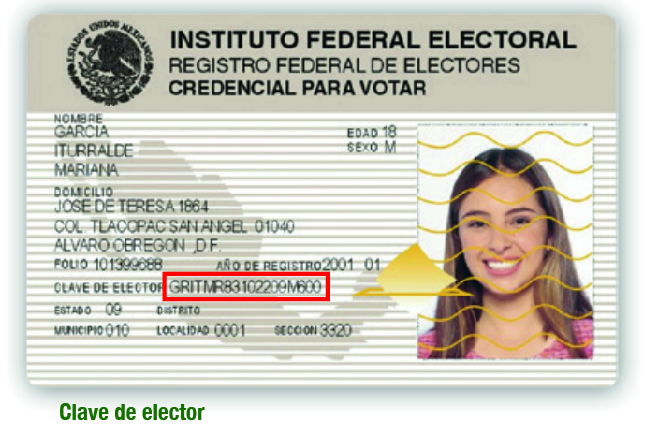 ESTADOS UNIDOS MEXICANOS
INSTITUTO FEDERAL ELECTORAL
REGISTRO FEDERAL DE ELECTORES
CREDENCIAL PARA VOTAR
NOMBRE
GARCIA
ITURRALDE
MARIANA
EDAD 18
SEXO M
DOMICILIO
JOSE DE TERESA 1864
COL. TLACOPAC SAN ANGEL 01040
ALVARO OBREGON ,D.F.
FOLIO 101399688 AÑO DE REGISTRO 2001 01
CLAVE DE ELECTOR GRITMR83102209M600
ESTADO 09 DISTRITO
MUNICIPIO 010 LOCALIDAD 0001 SECCION 3320
Clave de elector